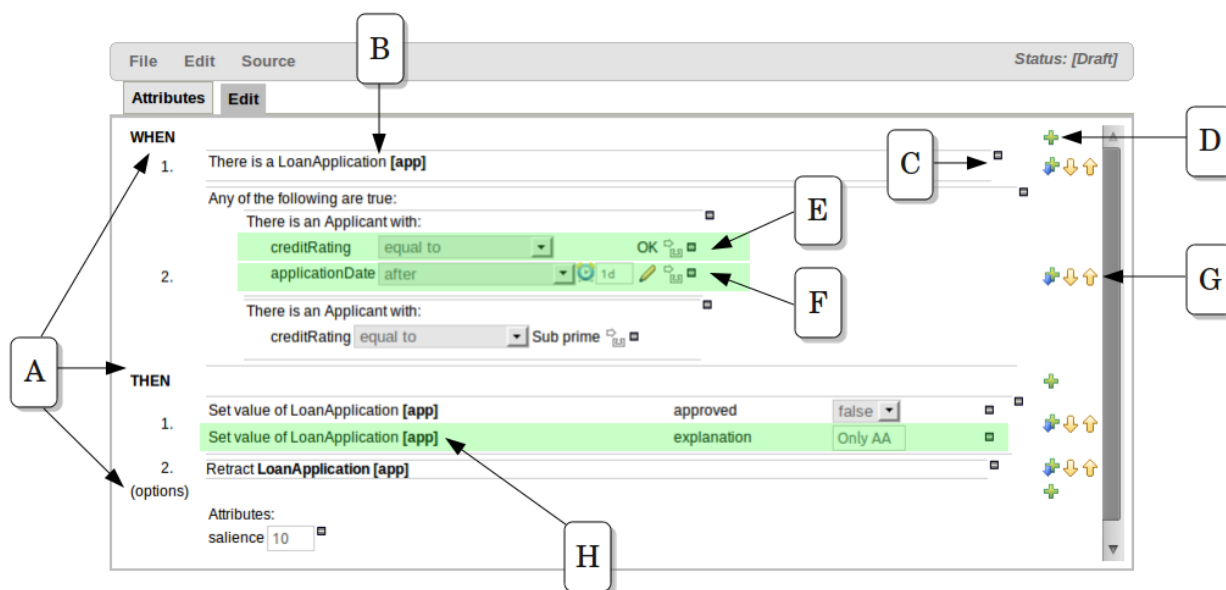 B
File Edit Source Status: [Draft]
Attributes Edit
WHEN
D
1. There is a LoanApplication [app]
C
Any of the following are true:
There is an Applicant with:
E
creditRating equal to OK
2. applicationDate after 1d
G
F
There is an Applicant with:
creditRating equal to Sub prime
A
THEN
1. Set value of LoanApplication [app] approved false
Set value of LoanApplication [app] explanation Only AA
2. Retract LoanApplication [app]
(options)
Attributes:
salience 10
H